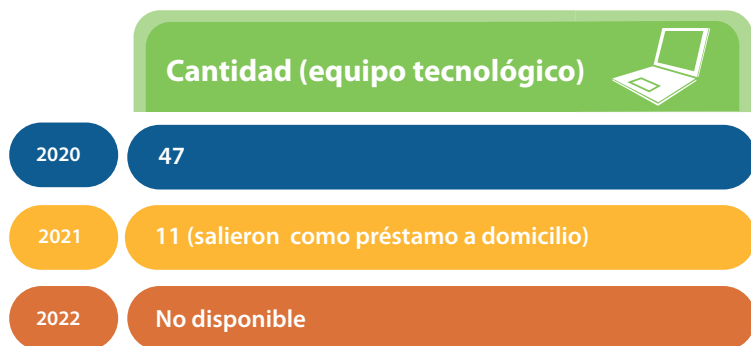 Cantidad (equipo tecnológico)
2020 47
2021 11 (salieron como préstamo a domicilio)
2022 No disponible